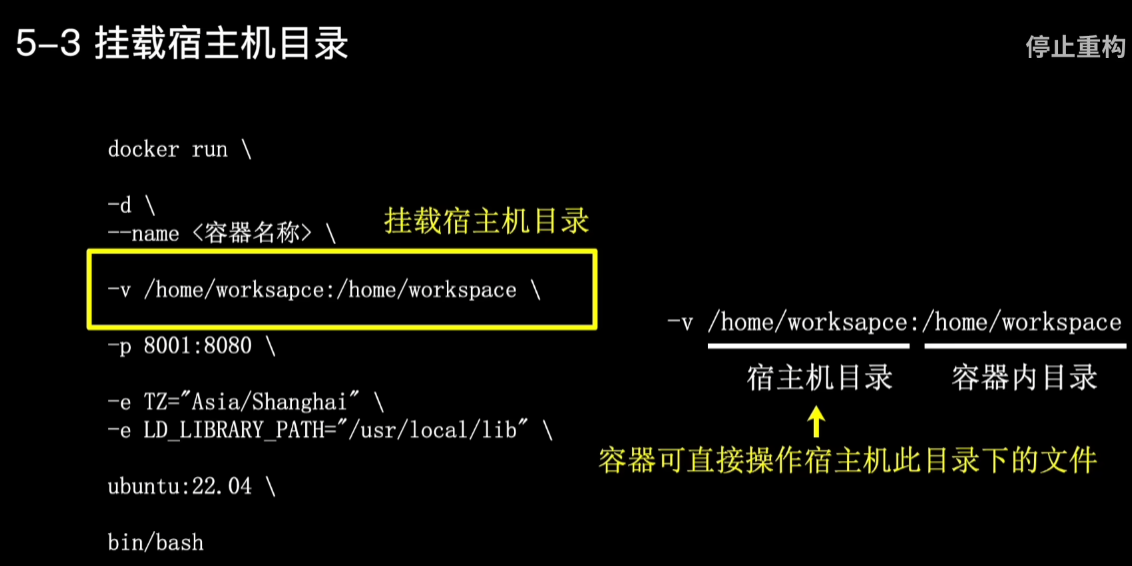 5-3 挂载宿主机目录
停止重构
docker run \
-d \
--name <容器名称> \
挂载宿主机目录
-v /home/worksapce:/home/workspace \
-p 8001:8080 \
-e TZ="Asia/Shanghai" \
-e LD_LIBRARY_PATH="/usr/local/lib" \
ubuntu:22.04 \
bin/bash
-v /home/worksapce:/home/workspace
宿主机目录
容器内目录
容器可直接操作宿主机此目录下的文件